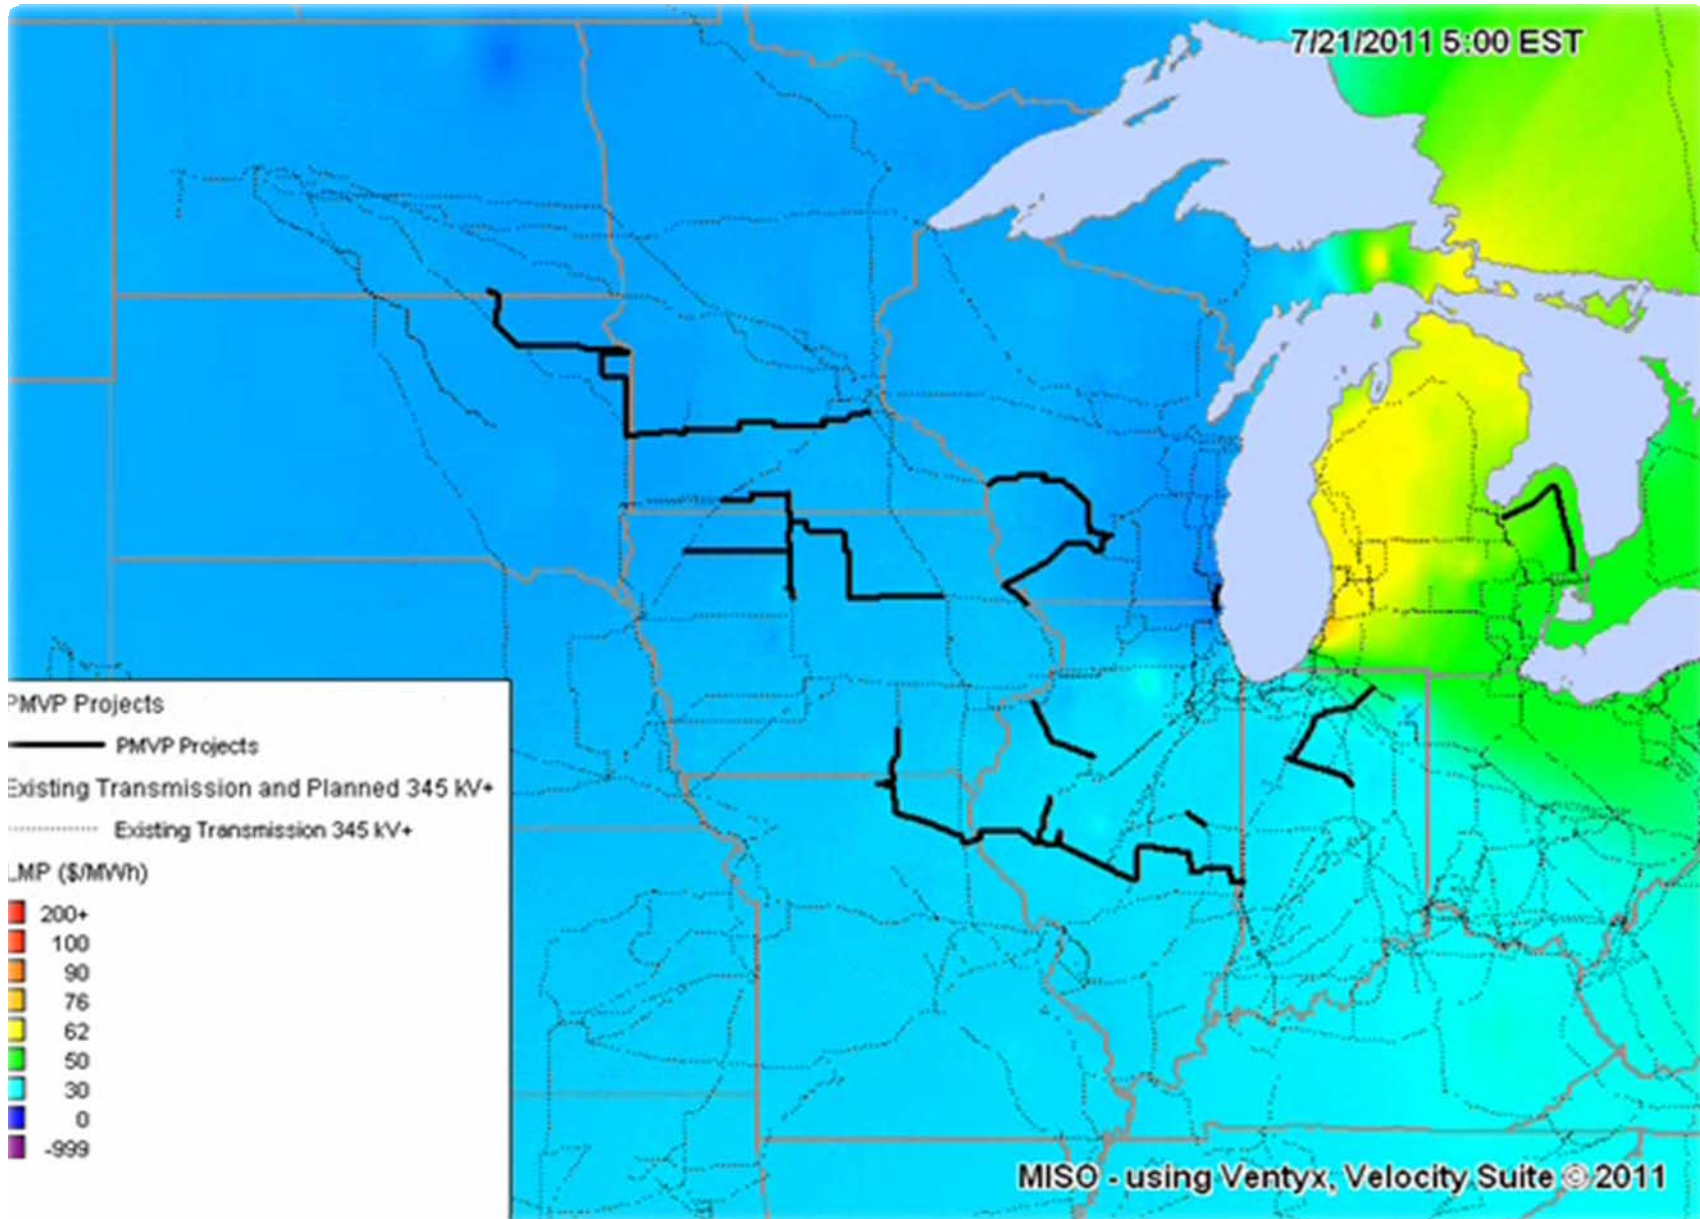 7/21/2011 5:00 EST
PMVP Projects
PMVP Projects
Existing Transmission and Planned 345 kV+
Existing Transmission 345 kV+
LMP ($/MWh)
200+
100
90
76
62
50
30
0
-999
MISO - using Ventyx, Velocity Suite © 2011